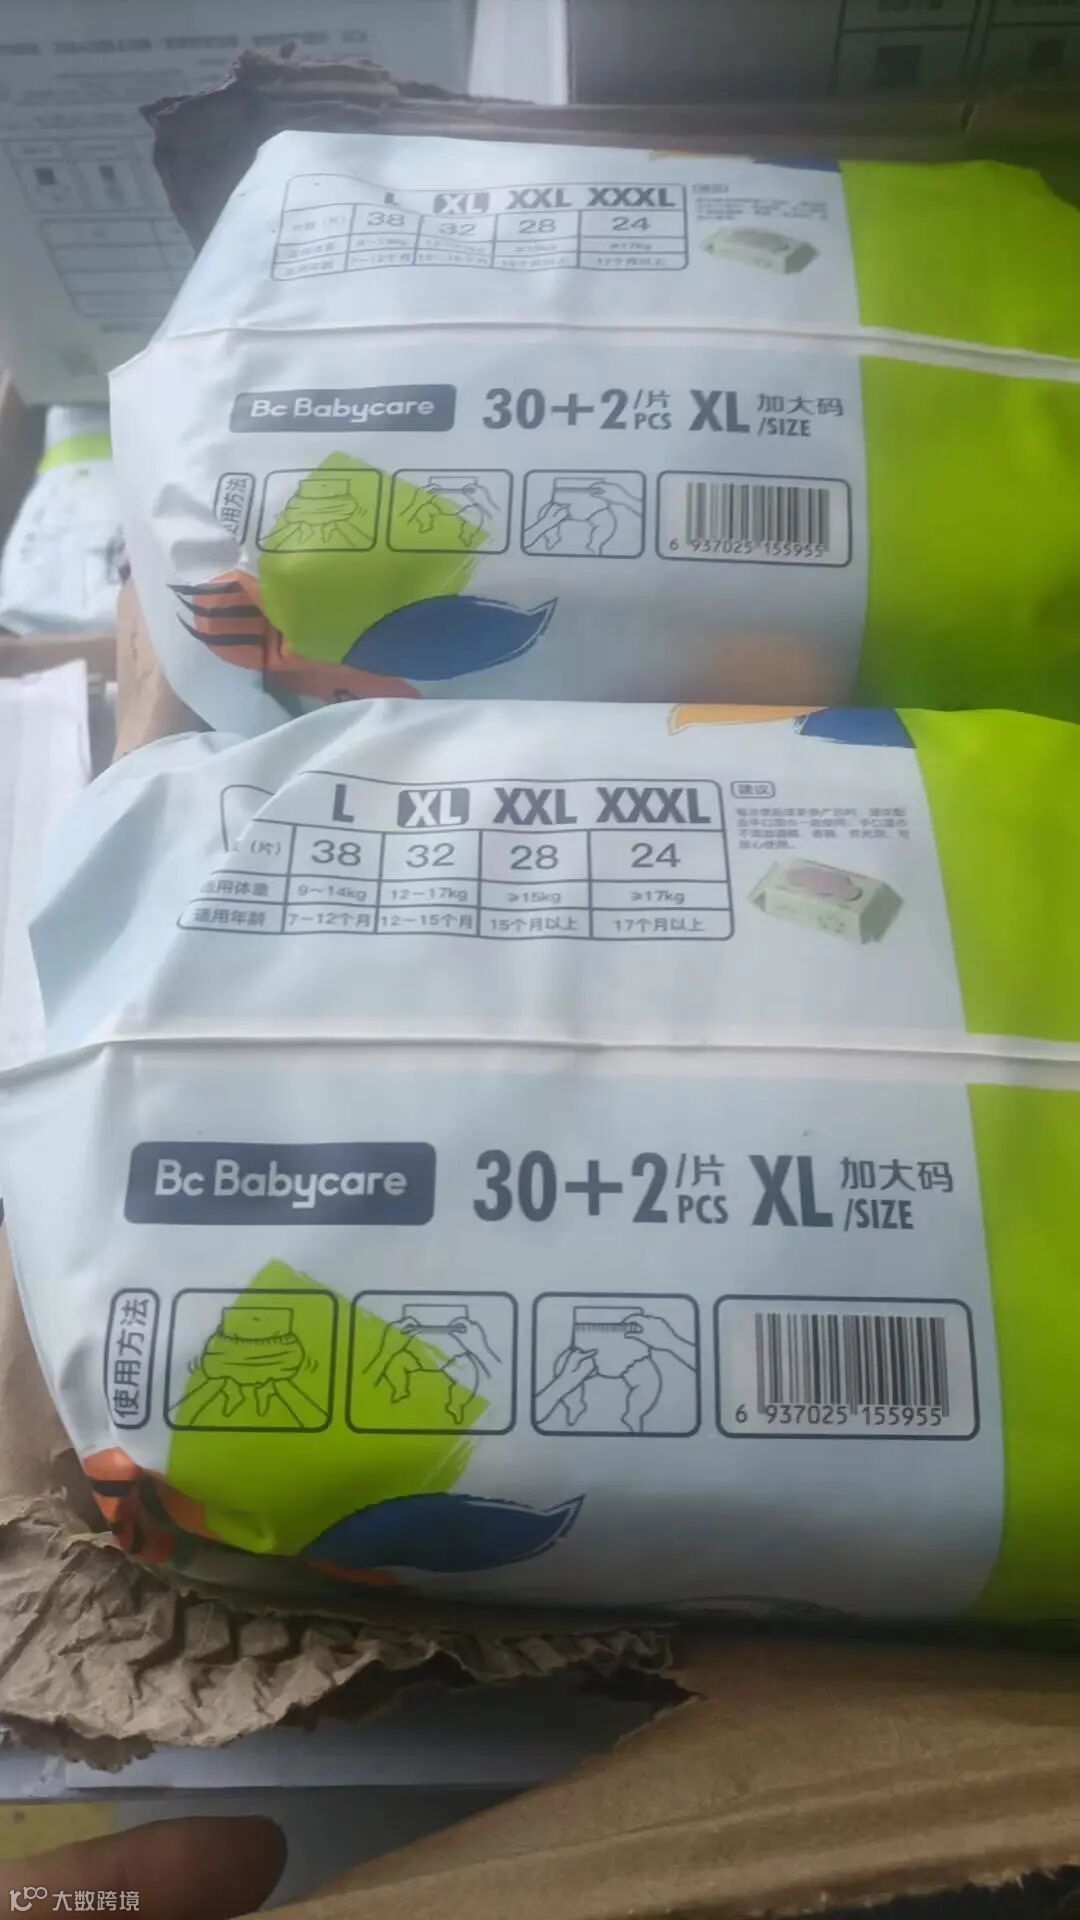 XL XXL XXXL
38 32 28 24
≥17kg
Bc Babycare 30+2/片 PCS XL 加大码 /SIZE
使用方法
6 937025 155955
L XL XXL XXXL
(片) 38 32 28 24
适用体重 9~14kg 12~17kg ≥15kg ≥17kg
适用年龄 7~12个月 12~15个月 15个月以上 17个月以上
建议
Bc Babycare 30+2/片 PCS XL 加大码 /SIZE
使用方法
6 937025 155955
大数跨境